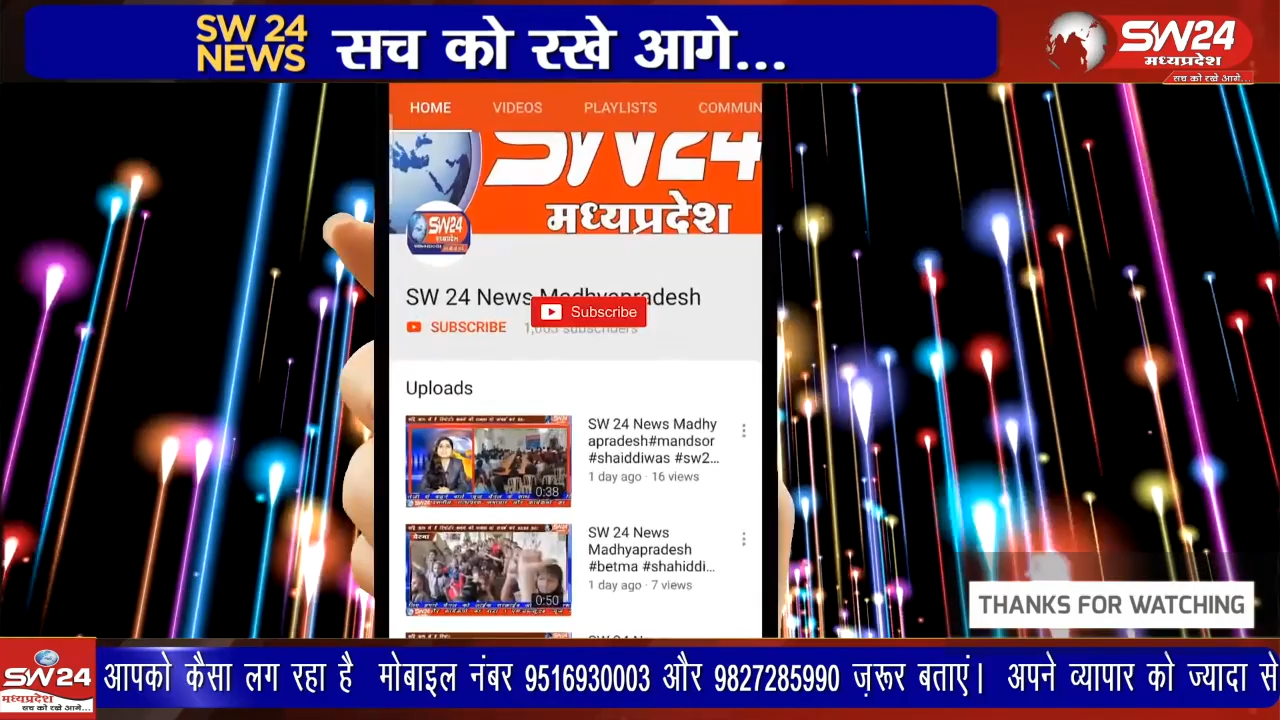 SW 24
NEWS
सच को रखे आगे...
SW24
मध्यप्रदेश
सच को रखे आगे...
HOME VIDEOS PLAYLISTS COMMUN
SW24
मध्यप्रदेश
SW24
SW 24 News Madhyapradesh
SUBSCRIBE
Subscribe
subscribers
Uploads
SW 24 News Madhy
apradesh#mandsor
#shaiddiwas #sw2...
1 day ago · 16 views
0:38
SW 24 News
Madhyapradesh
#betma #shahiddi...
1 day ago · 7 views
0:50
THANKS FOR WATCHING
SW24
मध्यप्रदेश
सच को रखे आगे...
आपको कैसा लग रहा है मोबाइल नंबर 9516930003 और 9827285990 ज़रूर बताएं। अपने व्यापार को ज्यादा से